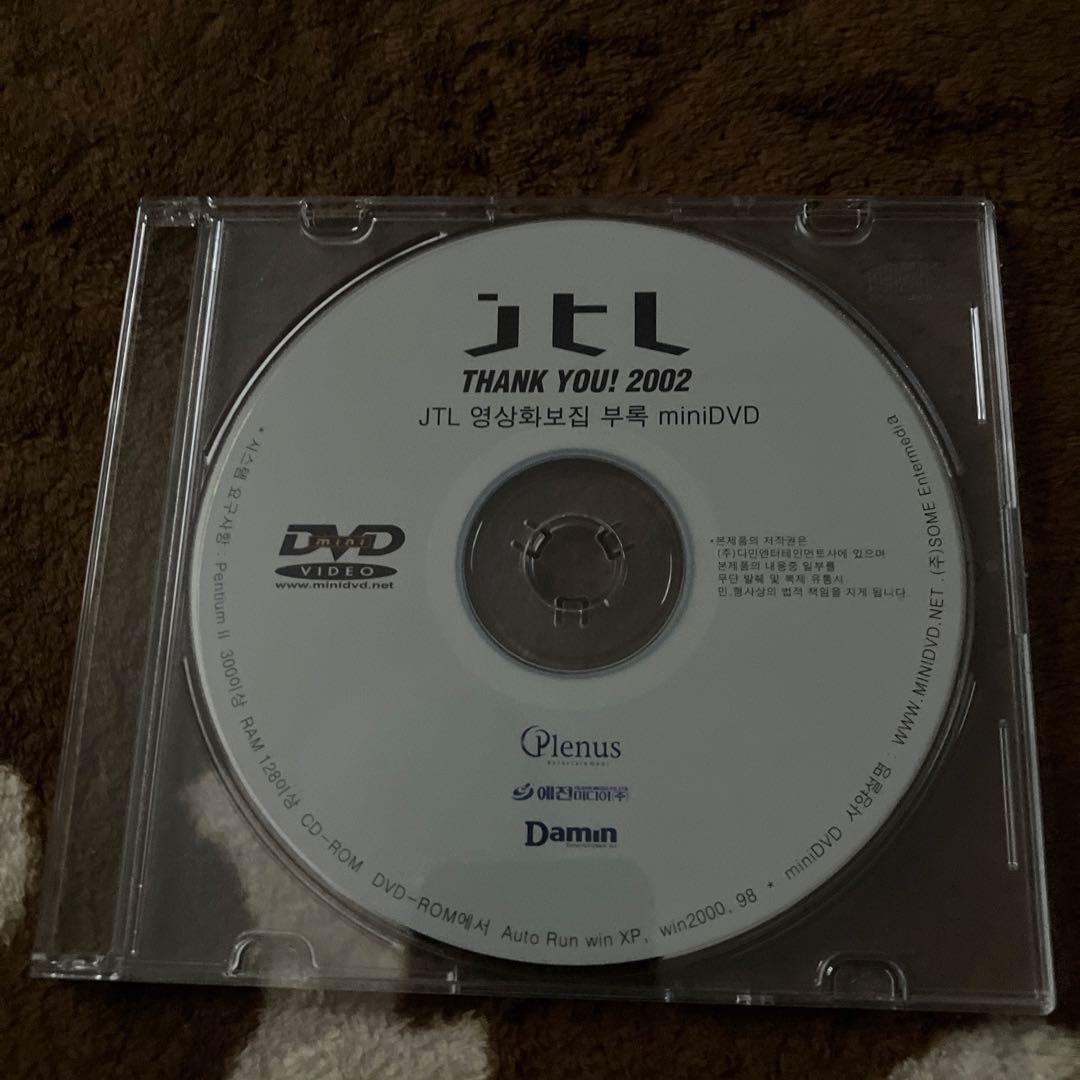 jtL
THANK YOU! 2002
JTL 영상화보집 부록 miniDVD
DVD
mini
VIDEO
www.minidvd.net
*본제품의 저작권은
(주)다민엔터테인먼트사에 있으며
본제품의 내용중 일부를
무단 발췌 및 복제 유통시
민,형사상의 법적 책임을 지게 됩니다.
Plenus
Entertainment
예전미디어(주)
Damin
* 시스템 요구사항 : Pentium II 300이상 RAM 128이상 CD-ROM DVD-ROM에서 Auto Run win XP, win2000, 98 * miniDVD 사양설명 : WWW.MINIDVD.NET . (주)SOME Entermedia